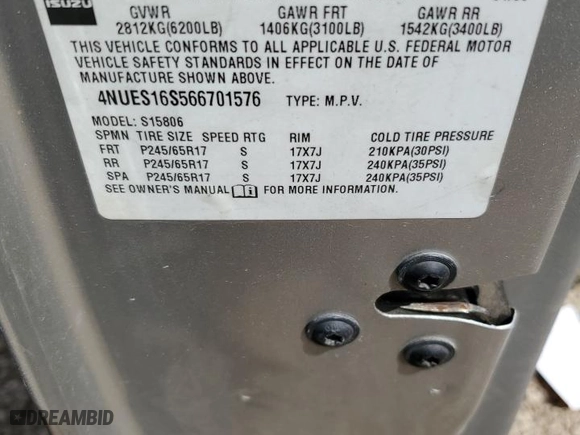 ISUZU
GVWR GAWR FRT GAWR RR
2812KG(6200LB) 1406KG(3100LB) 1542KG(3400LB)
THIS VEHICLE CONFORMS TO ALL APPLICABLE U.S. FEDERAL MOTOR
VEHICLE SAFETY STANDARDS IN EFFECT ON THE DATE OF
MANUFACTURE SHOWN ABOVE.
4NUES16S566701576 TYPE: M.P.V.
MODEL: S15806
SPMN TIRE SIZE SPEED RTG RIM COLD TIRE PRESSURE
FRT P245/65R17 S 17X7J 210KPA(30PSI)
RR P245/65R17 S 17X7J 240KPA(35PSI)
SPA P245/65R17 S 17X7J 240KPA(35PSI)
SEE OWNER'S MANUAL FOR MORE INFORMATION.
DREAMBID